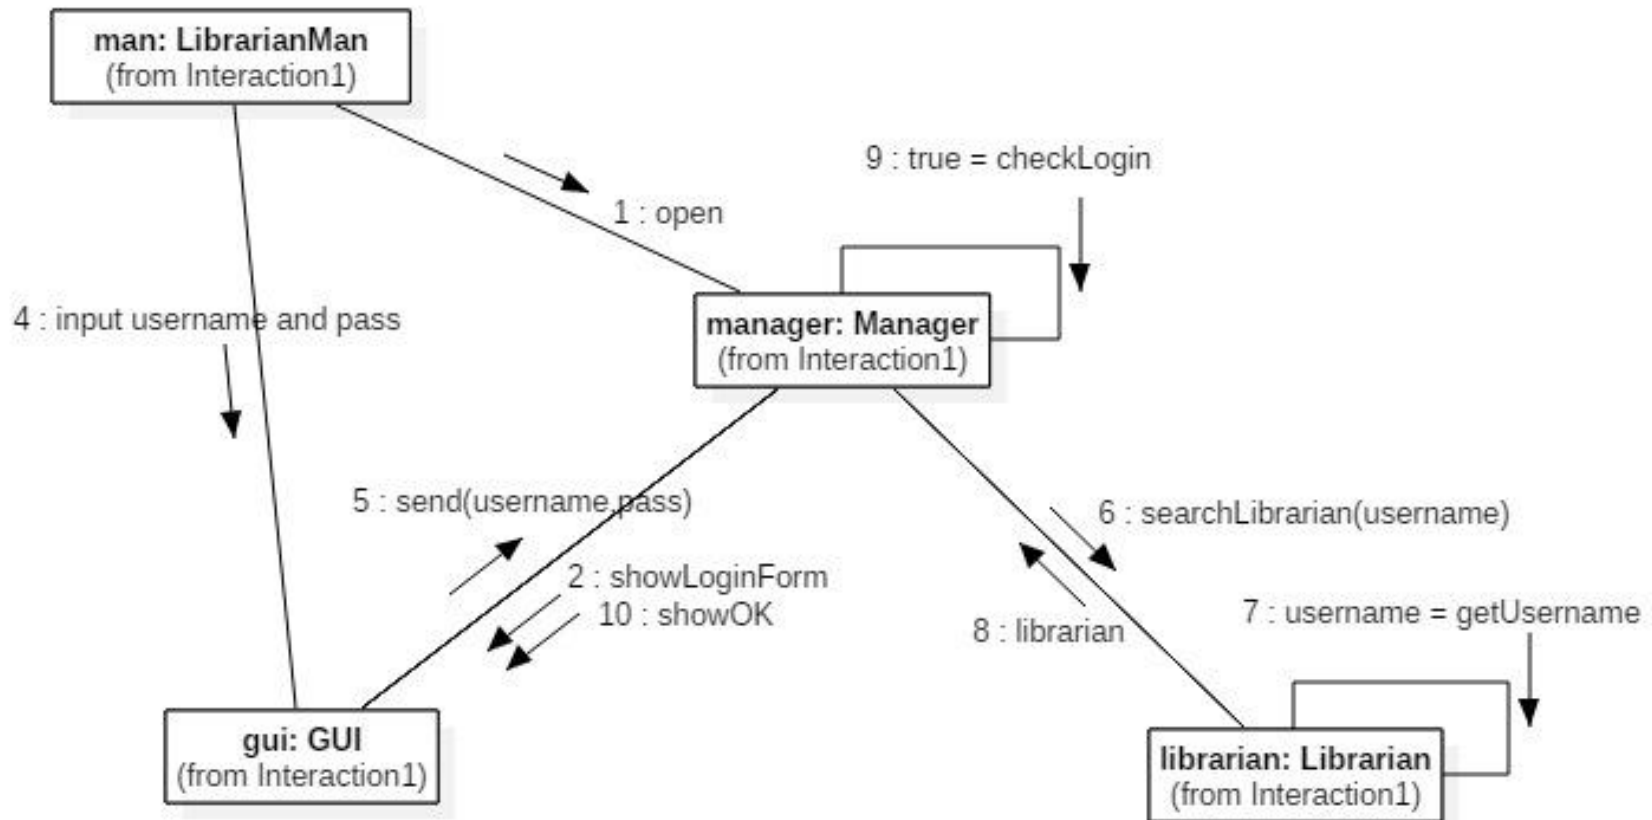 man: LibrarianMan
(from Interaction1)
9 : true = checkLogin
1 : open
4 : input username and pass
manager: Manager
(from Interaction1)
5 : send(username,pass)
6 : searchLibrarian(username)
2 : showLoginForm
10 : showOK
8 : librarian
7 : username = getUsername
gui: GUI
(from Interaction1)
librarian: Librarian
(from Interaction1)